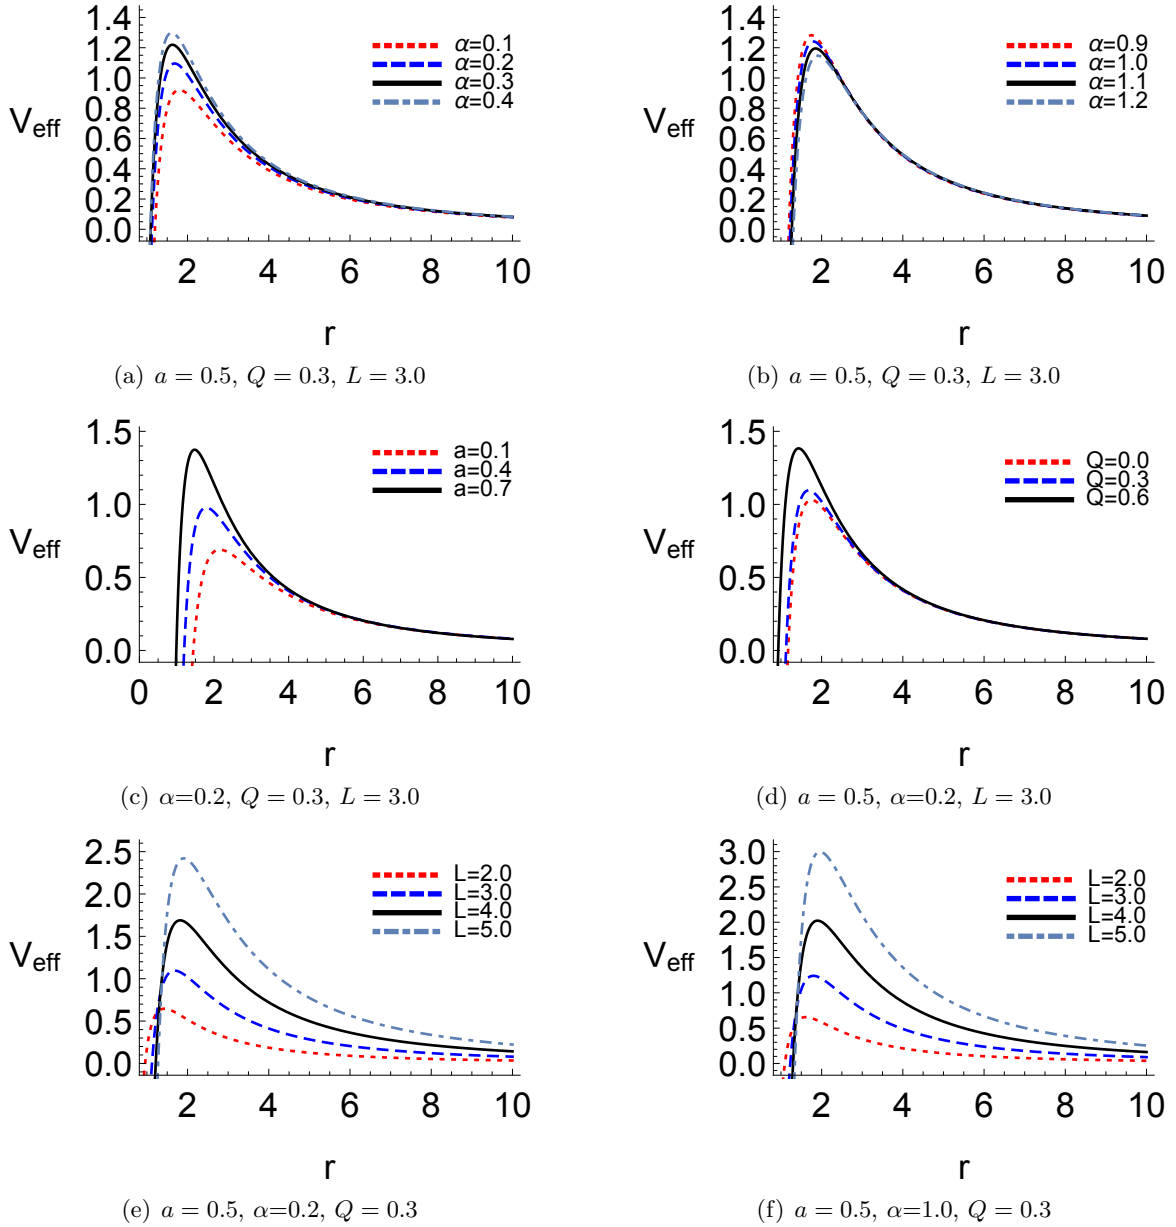 1.4
1.2
1.0
0.8
0.6
0.4
0.2
0.0
Veff
α=0.1
α=0.2
α=0.3
α=0.4
2 4 6 8 10
r
(a) a = 0.5, Q = 0.3, L = 3.0
1.4
1.2
1.0
0.8
0.6
0.4
0.2
0.0
Veff
α=0.9
α=1.0
α=1.1
α=1.2
2 4 6 8 10
r
(b) a = 0.5, Q = 0.3, L = 3.0
1.5
1.0
0.5
0.0
Veff
a=0.1
a=0.4
a=0.7
0 2 4 6 8 10
r
(c) α=0.2, Q = 0.3, L = 3.0
1.5
1.0
0.5
0.0
Veff
Q=0.0
Q=0.3
Q=0.6
2 4 6 8 10
r
(d) a = 0.5, α=0.2, L = 3.0
2.5
2.0
1.5
1.0
0.5
0.0
Veff
L=2.0
L=3.0
L=4.0
L=5.0
2 4 6 8 10
r
(e) a = 0.5, α=0.2, Q = 0.3
3.0
2.5
2.0
1.5
1.0
0.5
0.0
Veff
L=2.0
L=3.0
L=4.0
L=5.0
2 4 6 8 10
r
(f) a = 0.5, α=1.0, Q = 0.3